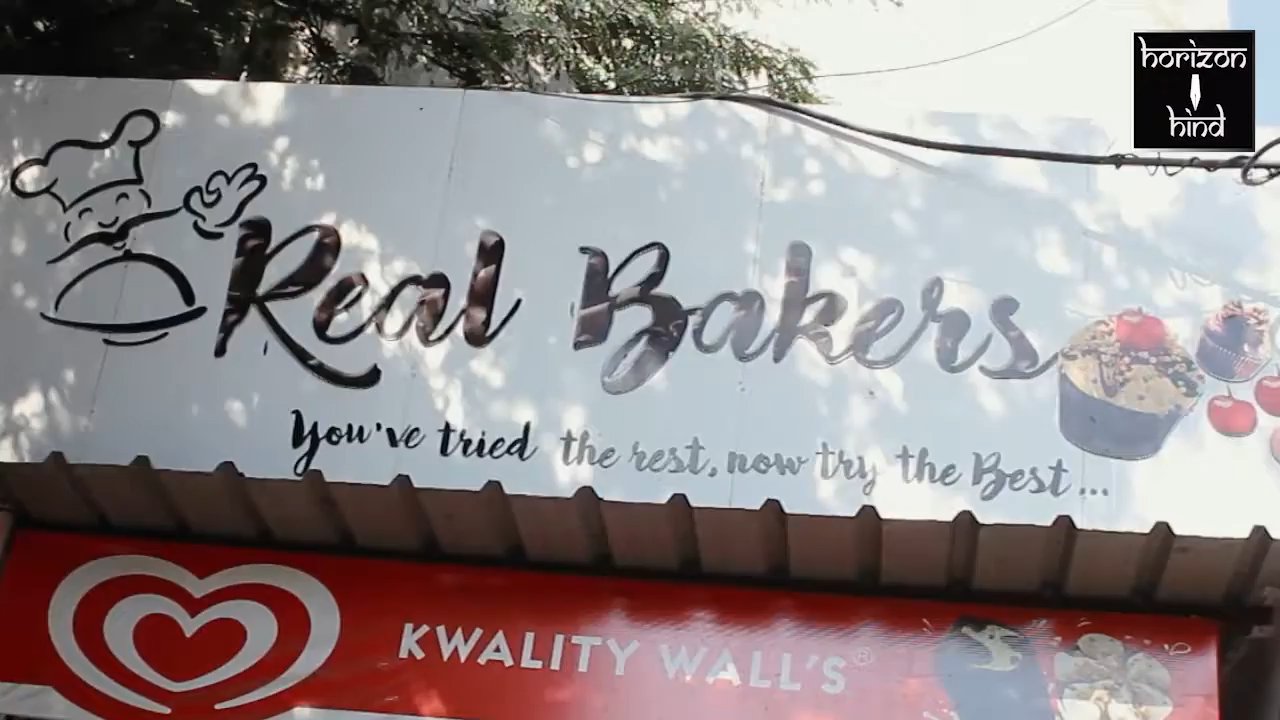 horizon
hind
Real Bakers
You've tried the rest, now try the Best...
KWALITY WALL'S®